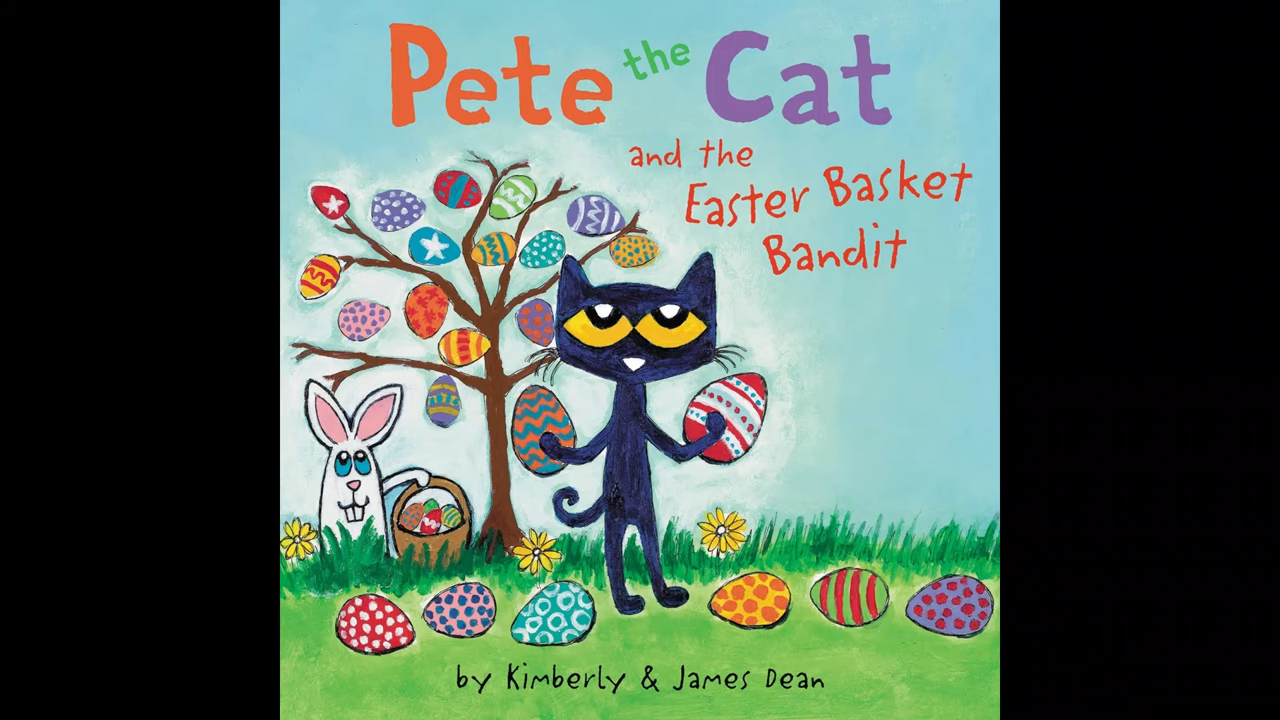 Pete the Cat
and the
Easter Basket
Bandit
by Kimberly & James Dean